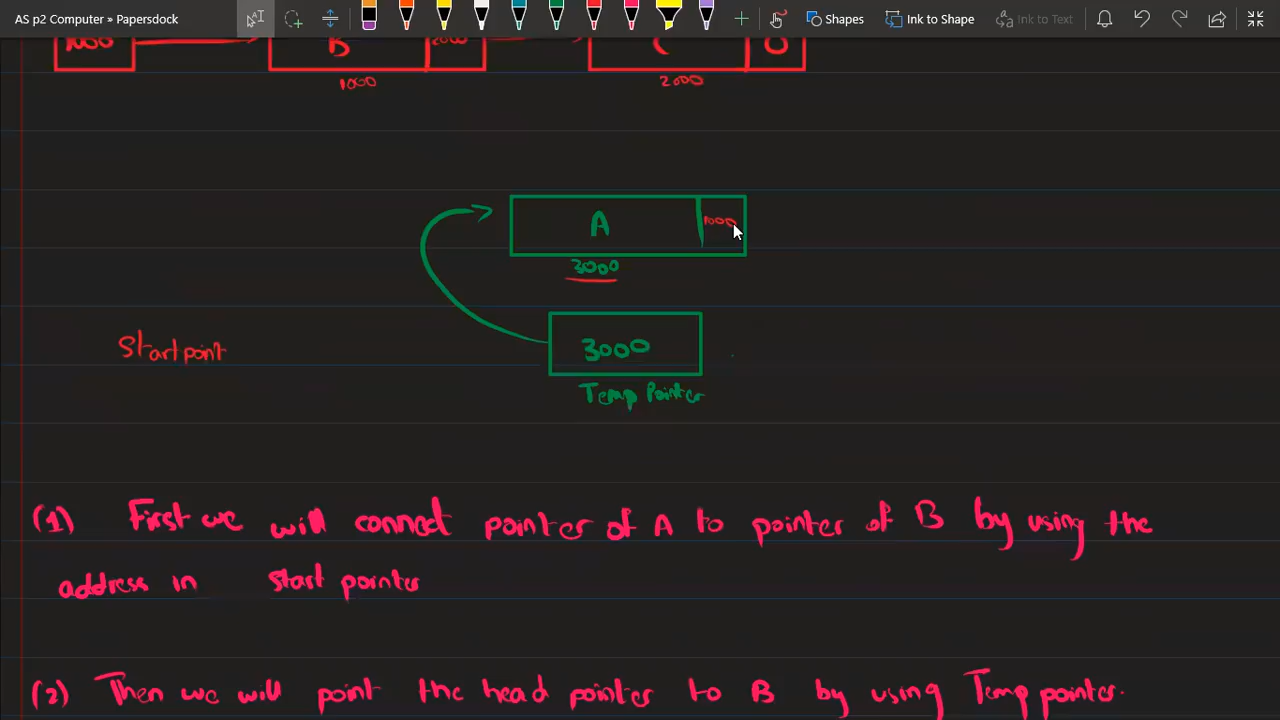 AS p2 Computer » Papersdock
Shapes
Ink to Shape
Ink to Text
B
C
0
1000
2000
A
1000
3000
3000
Start point
Temp Pointer
(1) First we will connect pointer of A to pointer of B by using the
address in start pointer
(2) Then we will point the head pointer to B by using Temp pointer.